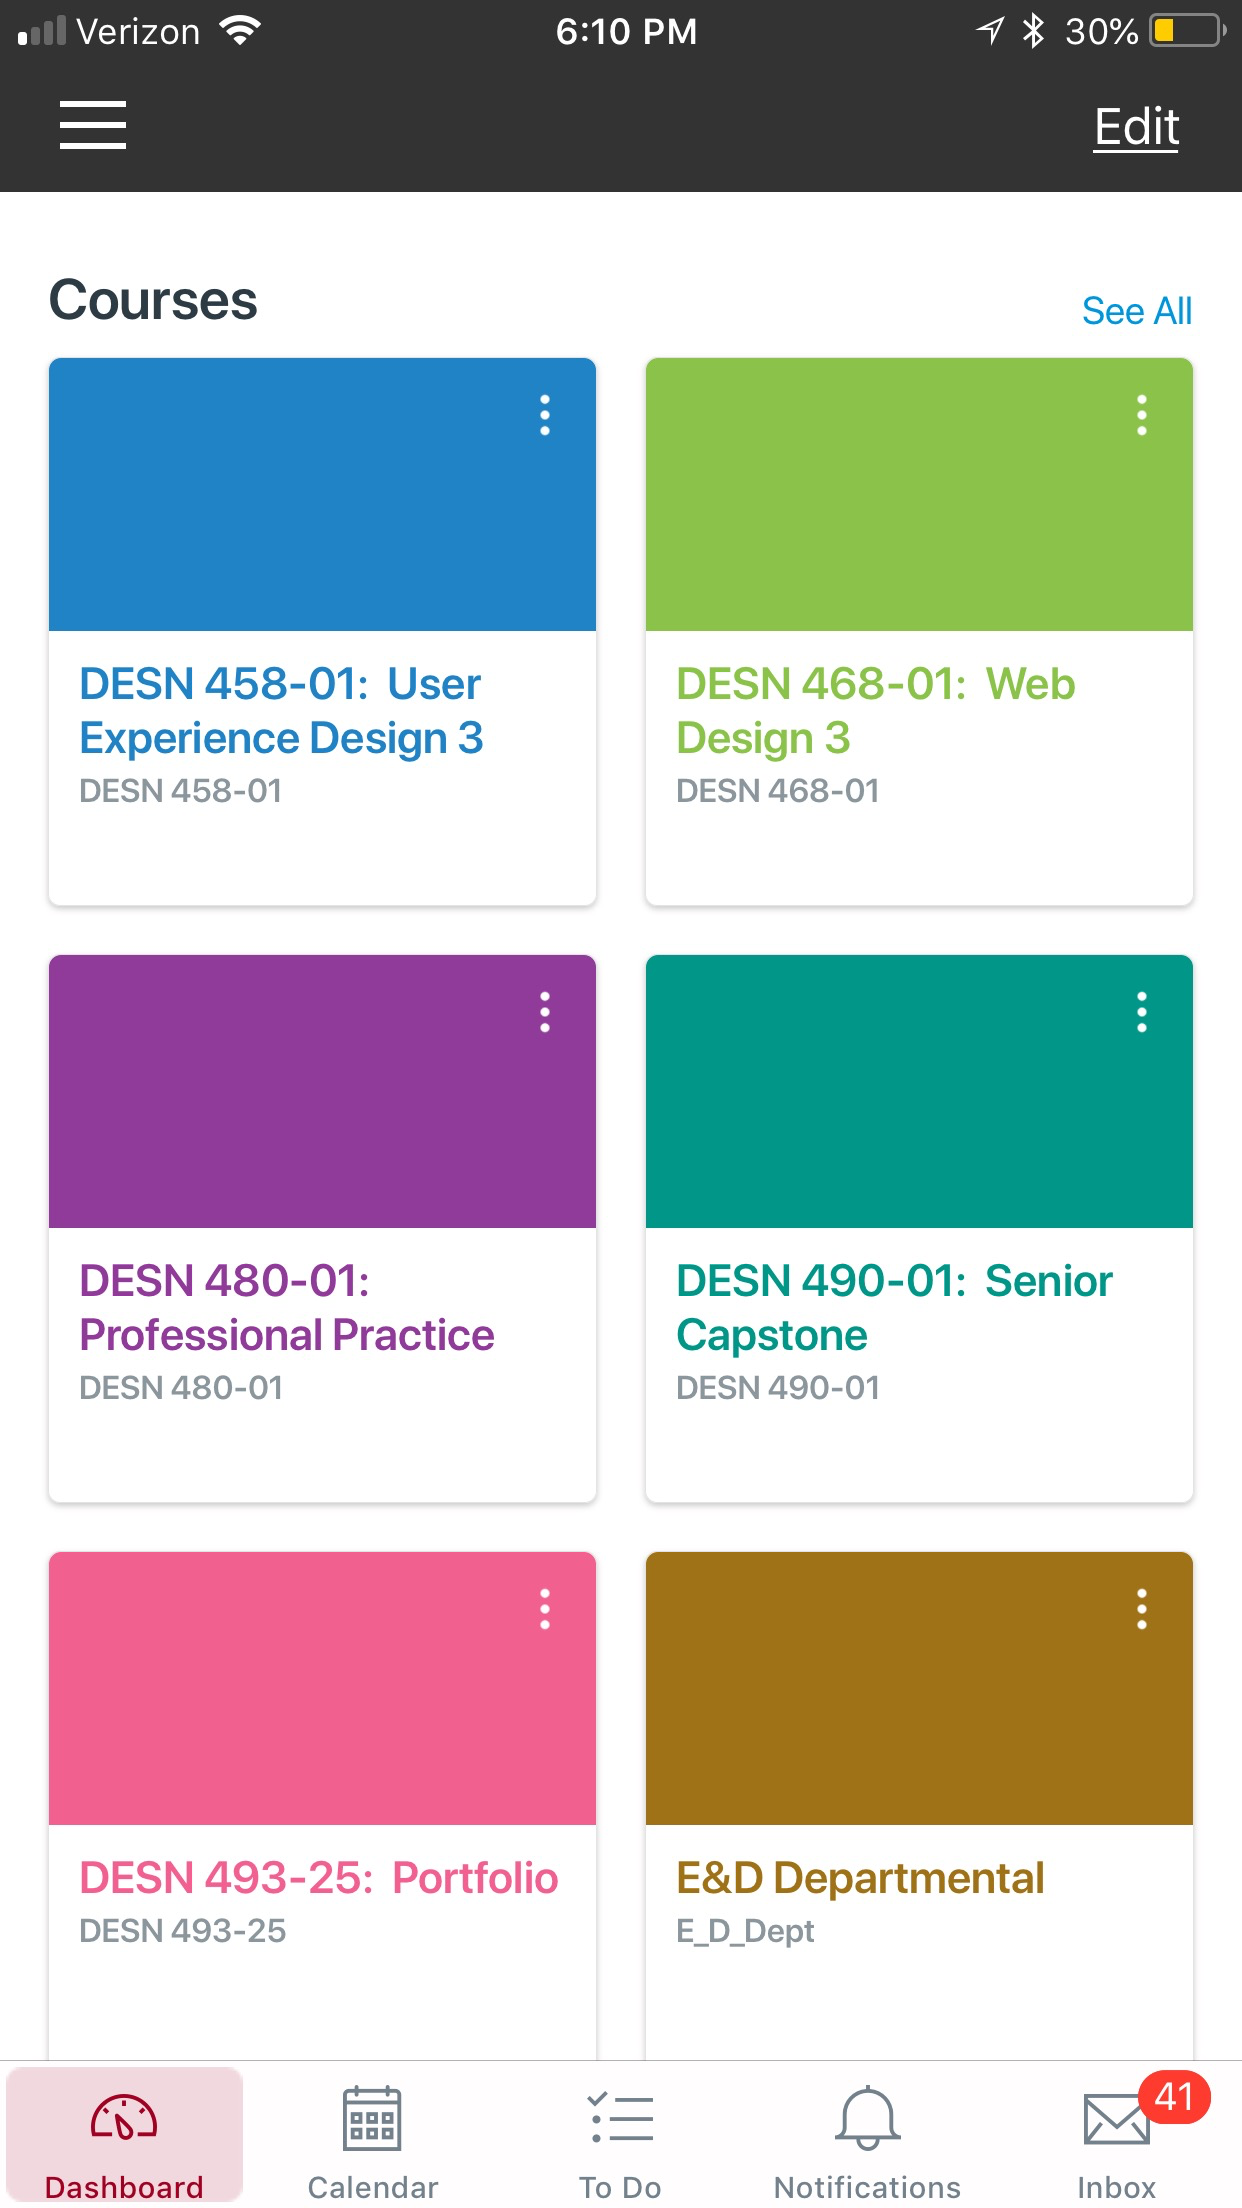 Verizon
6:10 PM
30%
Edit
Courses
See All
DESN 458-01:  User
Experience Design 3
DESN 458-01
DESN 468-01:  Web
Design 3
DESN 468-01
DESN 480-01:
Professional Practice
DESN 480-01
DESN 490-01:  Senior
Capstone
DESN 490-01
DESN 493-25:  Portfolio
DESN 493-25
E&D Departmental
E_D_Dept
41
Dashboard
Calendar
To Do
Notifications
Inbox